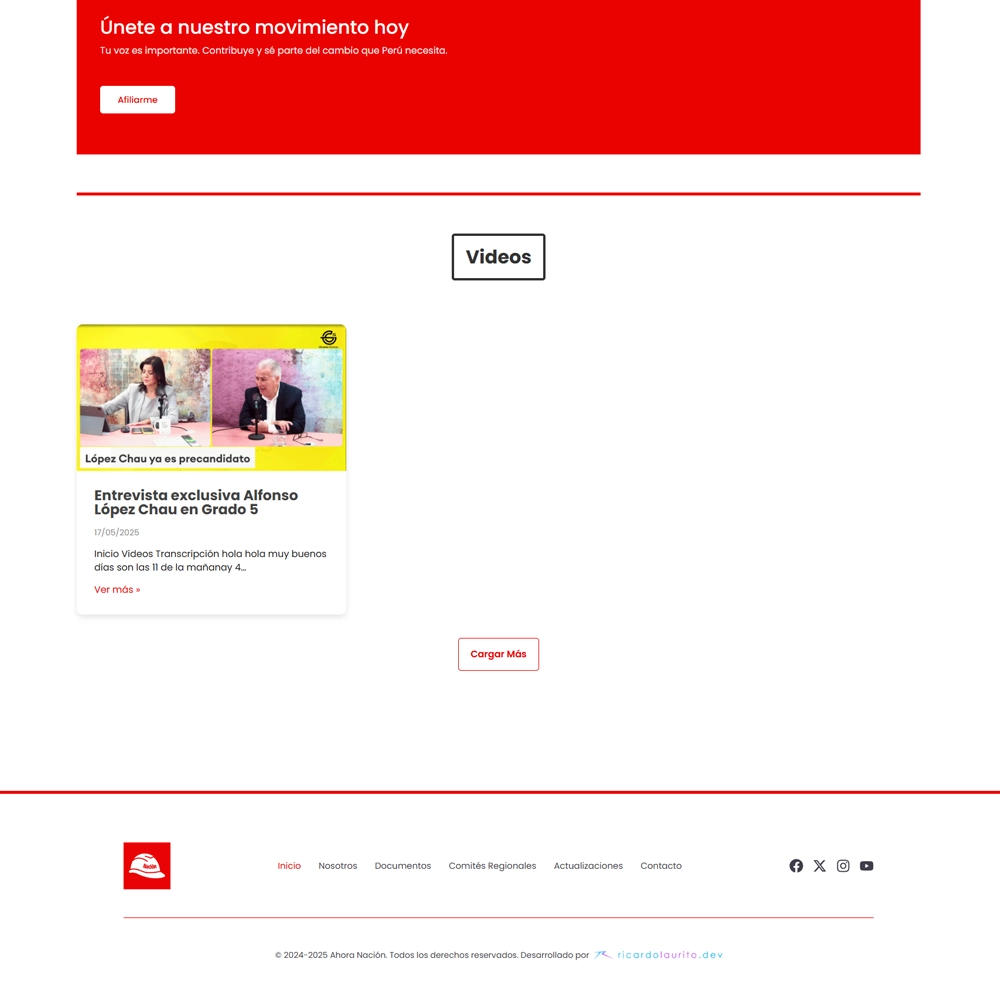 Únete a nuestro movimiento hoy
Tu voz es importante. Contribuye y sé parte del cambio que Perú necesita.
Afiliarme
Videos
López Chau ya es precandidato
Entrevista exclusiva Alfonso
López Chau en Grado 5
17/05/2025
Inicio Videos Transcripción hola hola muy buenos
días son las 11 de la mañanay 4...
Ver más »
Cargar Más
Nación
Inicio Nosotros Documentos Comités Regionales Actualizaciones Contacto
© 2024-2025 Ahora Nación. Todos los derechos reservados. Desarrollado por ricardolaurito.dev